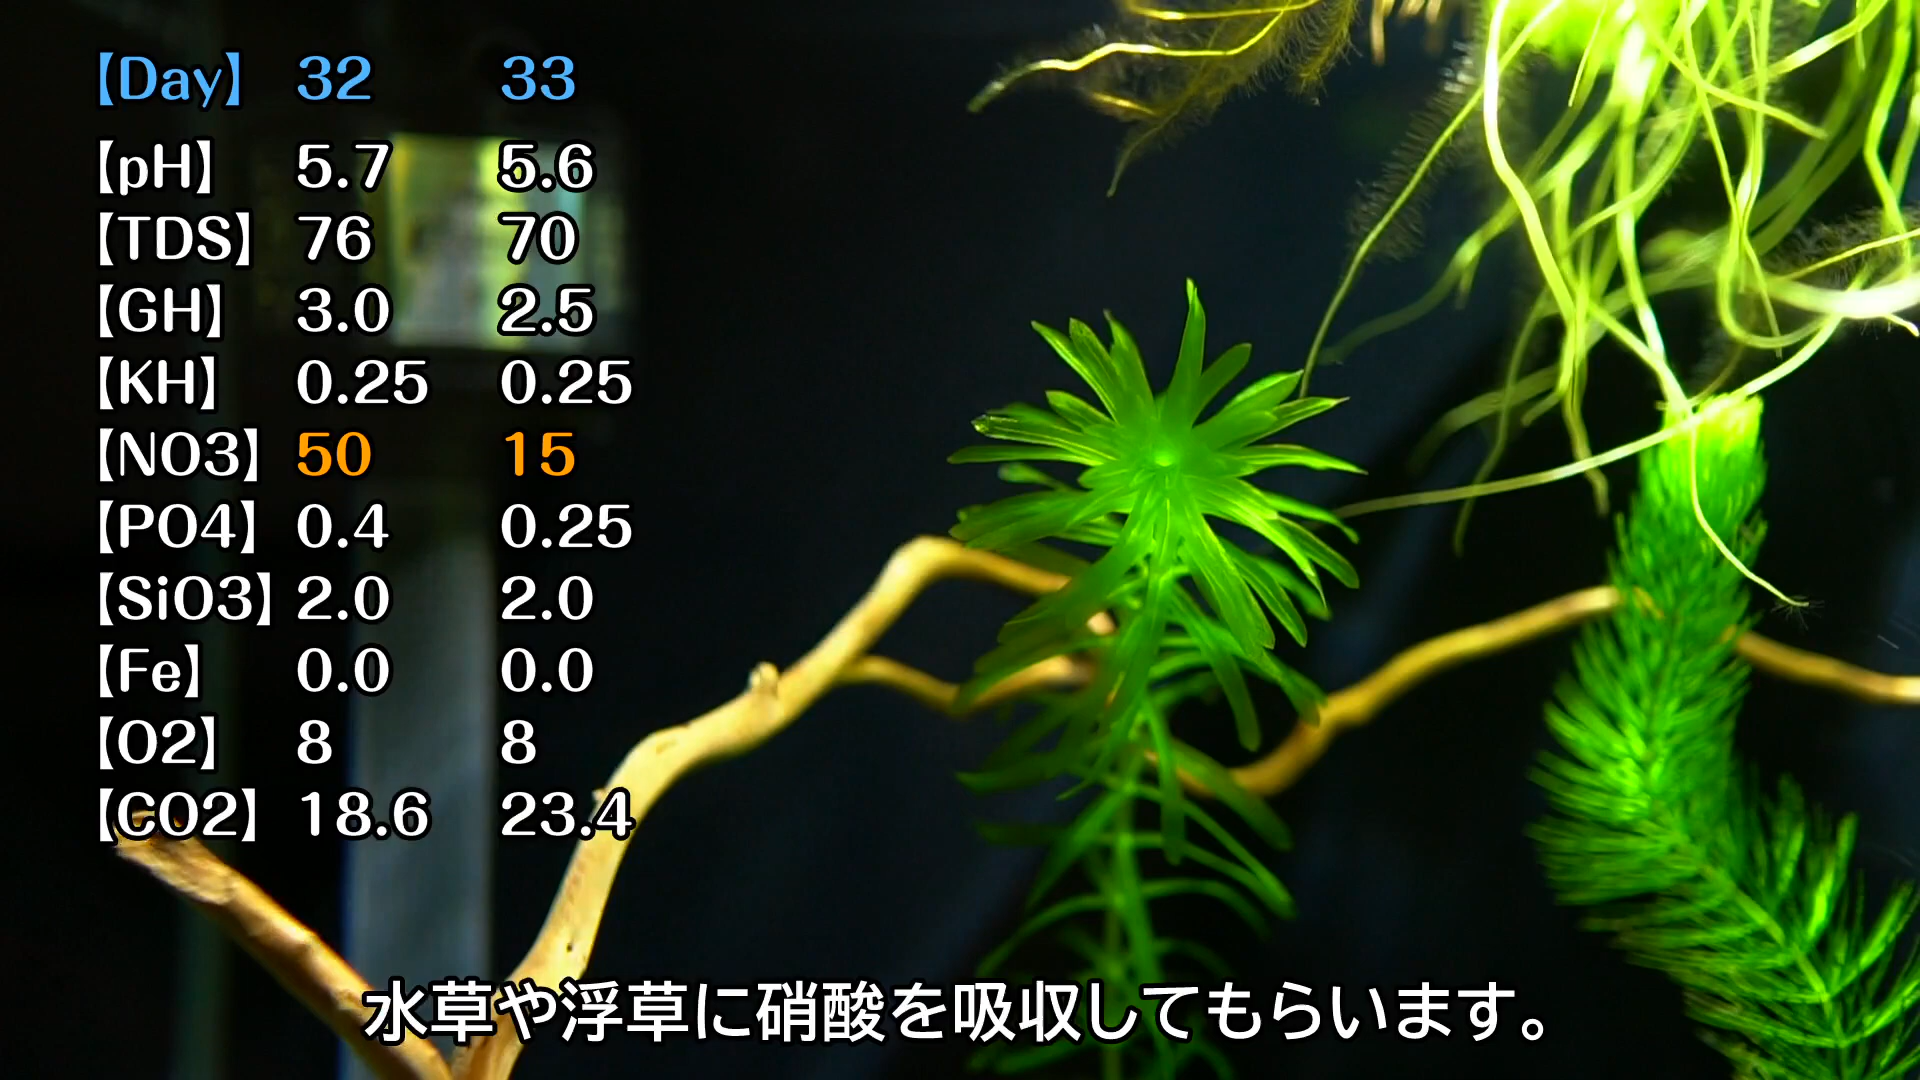 【Day】 32 33
【pH】 5.7 5.6
【TDS】 76 70
【GH】 3.0 2.5
【KH】 0.25 0.25
【NO3】 50 15
【PO4】 0.4 0.25
【SiO3】 2.0 2.0
【Fe】 0.0 0.0
【O2】 8 8
【CO2】 18.6 23.4
水草や浮草に硝酸を吸収してもらいます。